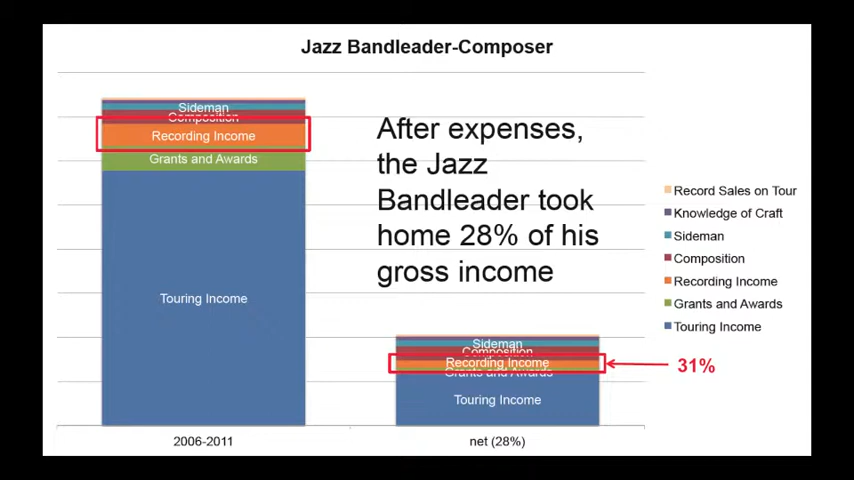 Jazz Bandleader-Composer
Sideman
Composition
Recording Income
Grants and Awards
Touring Income
2006-2011
After expenses,
the Jazz
Bandleader took
home 28% of his
gross income
Sideman
Composition
Recording Income
Grants and Awards
Touring Income
net (28%)
31%
Record Sales on Tour
Knowledge of Craft
Sideman
Composition
Recording Income
Grants and Awards
Touring Income